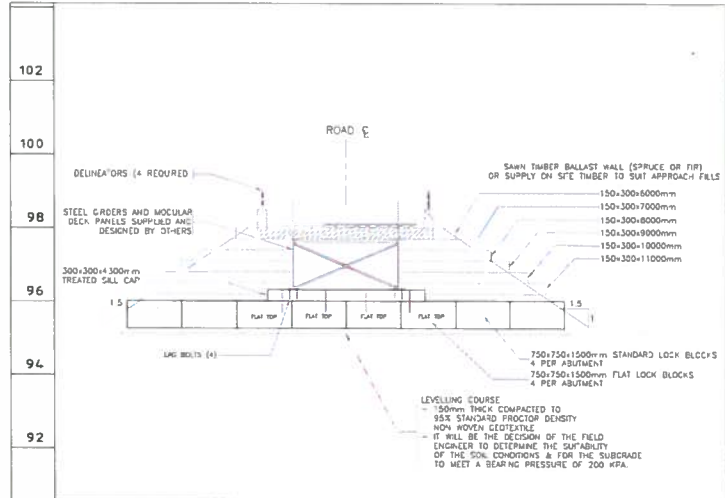 102
100
98
96
94
92
ROAD ℄
DELINEATORS (4 REQUIRED)
STEEL GIRDERS AND MODULAR
DECK PANELS SUPPLIED AND
DESIGNED BY OTHERS
300x300x4300mm
TREATED SILL CAP
1.5
LAG BOLTS (4)
FLAT TOP
FLAT TOP
FLAT TOP
FLAT TOP
SAWN TIMBER BALLAST WALL (SPRUCE OR FIR)
OR SUPPLY ON SITE TIMBER TO SUIT APPROACH FILLS
150x300x6000mm
150x300x7000mm
150x300x8000mm
150x300x9000mm
150x300x10000mm
150x300x11000mm
1.5
1
750x750x1500mm STANDARD LOCK BLOCKS
4 PER ABUTMENT
750x750x1500mm FLAT LOCK BLOCKS
4 PER ABUTMENT
LEVELLING COURSE
- 150mm THICK COMPACTED TO
95% STANDARD PROCTOR DENSITY
NON WOVEN GEOTEXTILE
- IT WILL BE THE DECISION OF THE FIELD
ENGINEER TO DETERMINE THE SUITABILITY
OF THE SOIL CONDITIONS & FOR THE SUBGRADE
TO MEET A BEARING PRESSURE OF 200 KPA.